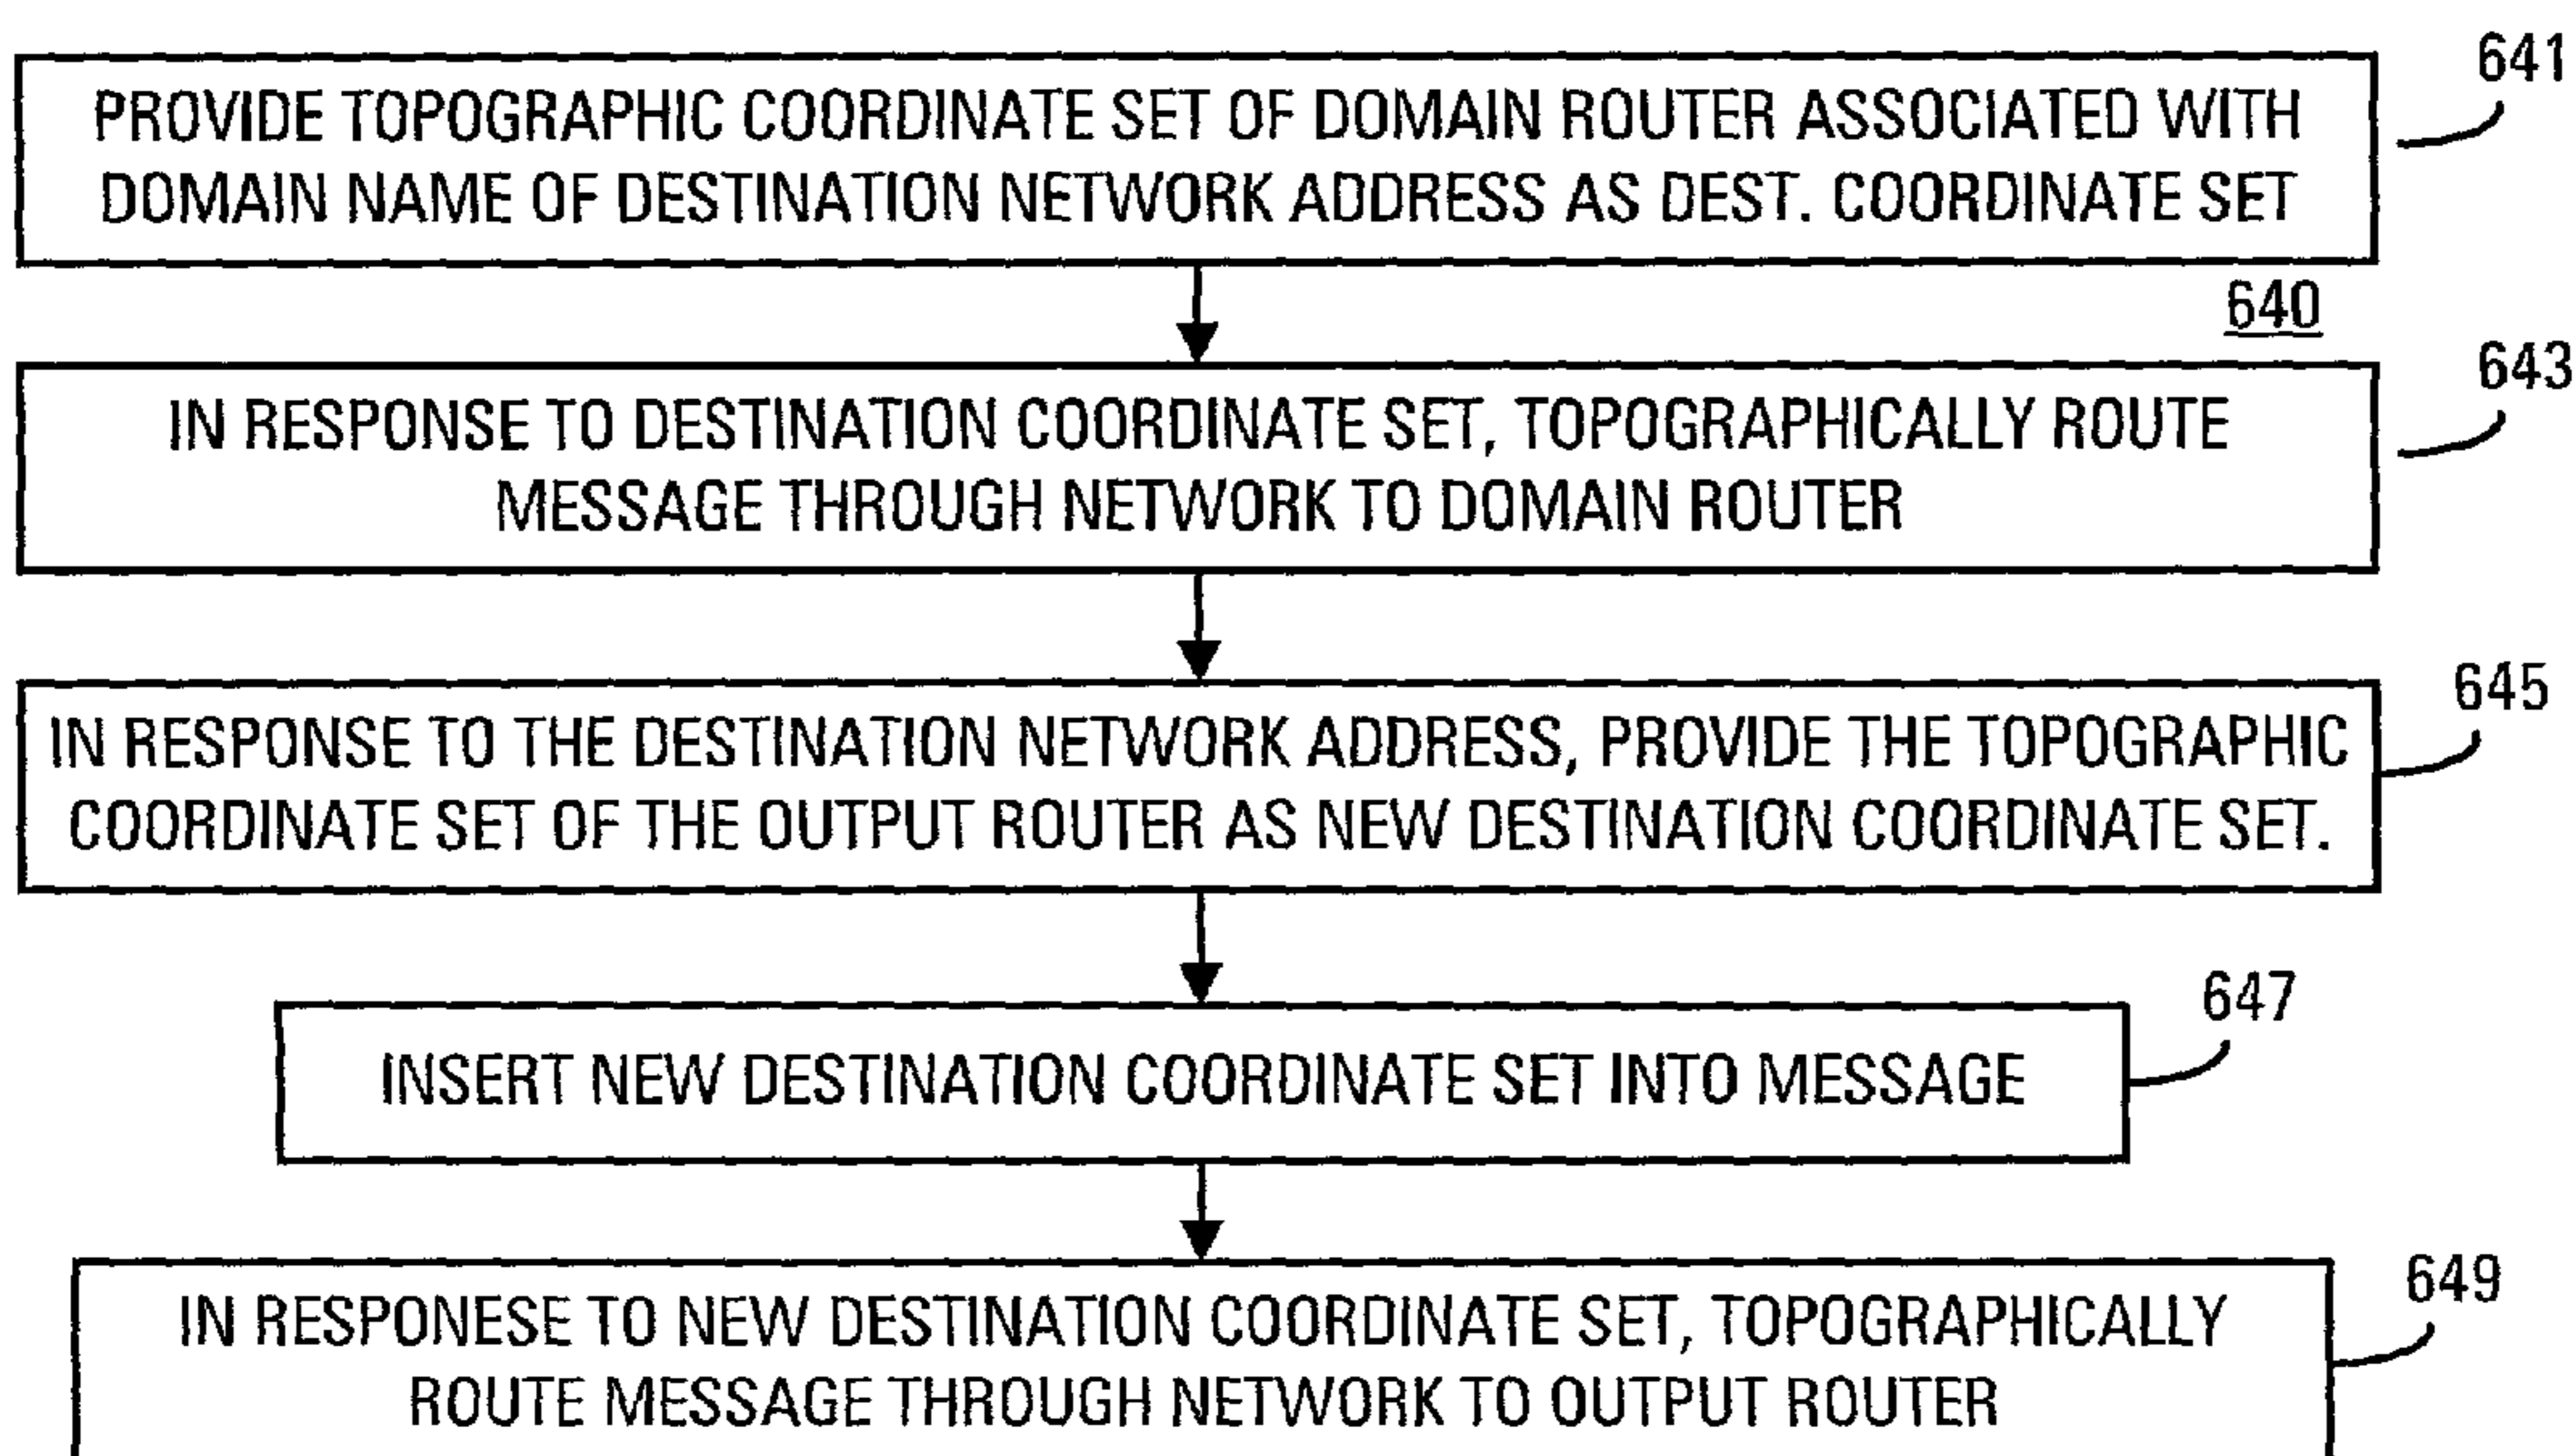 641
PROVIDE TOPOGRAPHIC COORDINATE SET OF DOMAIN ROUTER ASSOCIATED WITH
DOMAIN NAME OF DESTINATION NETWORK ADDRESS AS DEST. COORDINATE SET
640
643
IN RESPONSE TO DESTINATION COORDINATE SET, TOPOGRAPHICALLY ROUTE
MESSAGE THROUGH NETWORK TO DOMAIN ROUTER
645
IN RESPONSE TO THE DESTINATION NETWORK ADDRESS, PROVIDE THE TOPOGRAPHIC
COORDINATE SET OF THE OUTPUT ROUTER AS NEW DESTINATION COORDINATE SET.
647
INSERT NEW DESTINATION COORDINATE SET INTO MESSAGE
649
IN RESPONESE TO NEW DESTINATION COORDINATE SET, TOPOGRAPHICALLY
ROUTE MESSAGE THROUGH NETWORK TO OUTPUT ROUTER